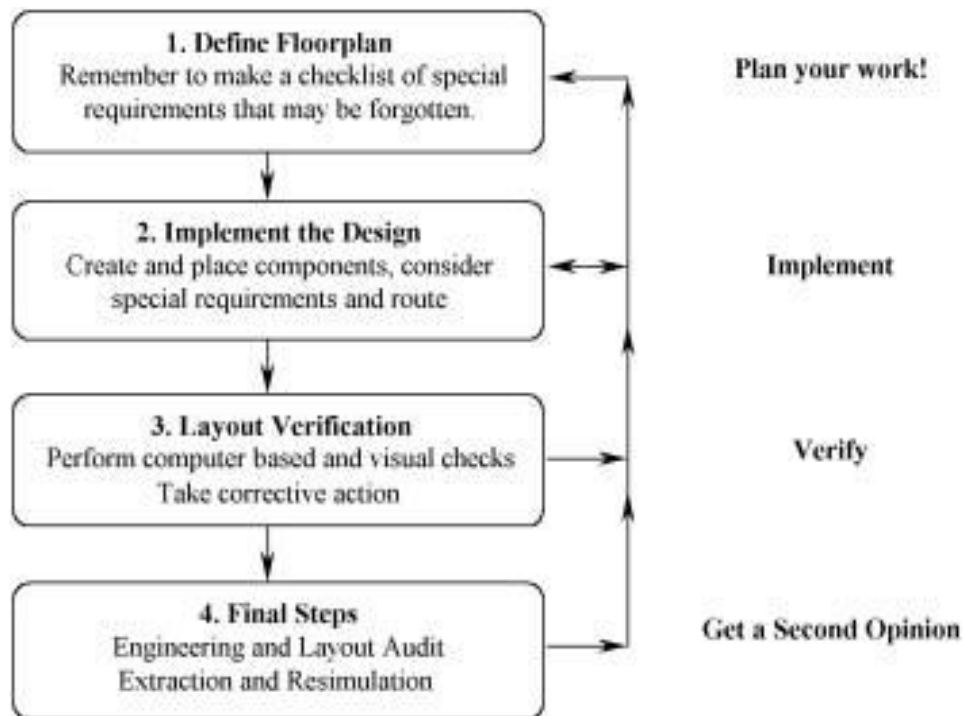 1. Define Floorplan
Remember to make a checklist of special
requirements that may be forgotten.
Plan your work!
2. Implement the Design
Create and place components, consider
special requirements and route
Implement
3. Layout Verification
Perform computer based and visual checks
Take corrective action
Verify
4. Final Steps
Engineering and Layout Audit
Extraction and Resimulation
Get a Second Opinion